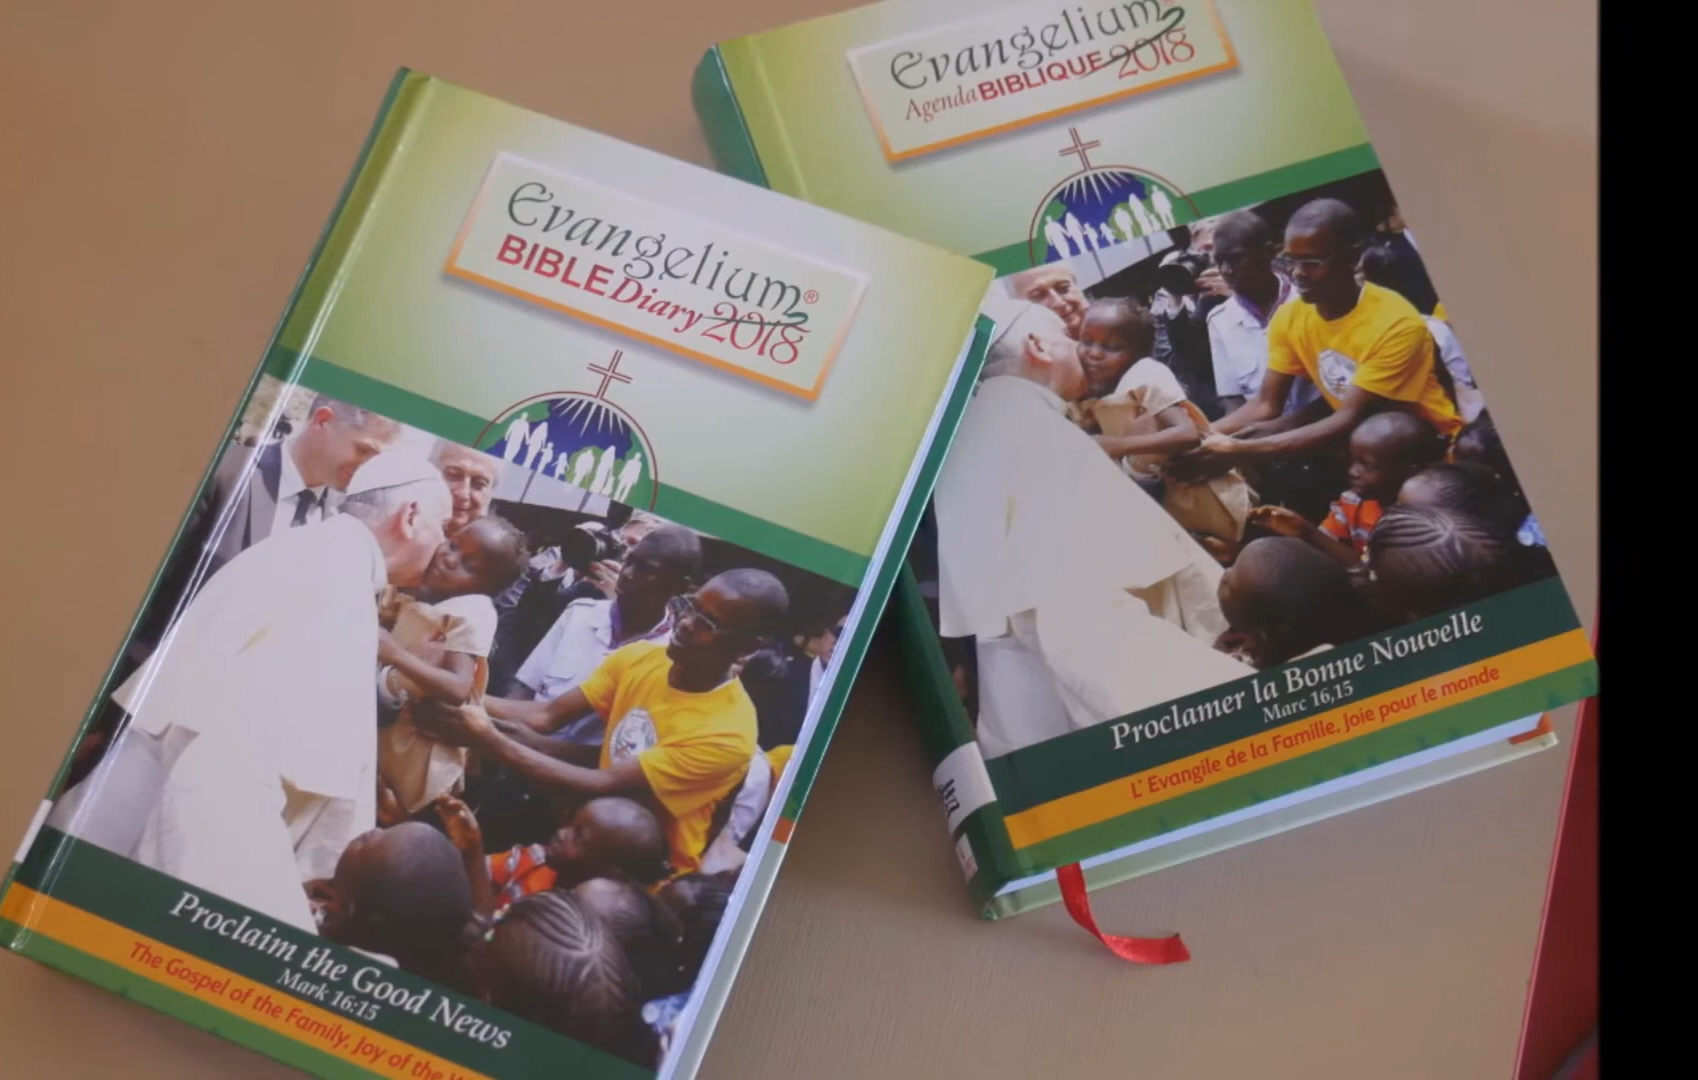 Evangelium®
BIBLE Diary 2018
Proclaim the Good News
Mark 16:15
The Gospel of the Family, Joy of the
Evangelium®
Agenda BIBLIQUE 2018
Proclamer la Bonne Nouvelle
Marc 16,15
L' Evangile de la Famille, Joie pour le monde